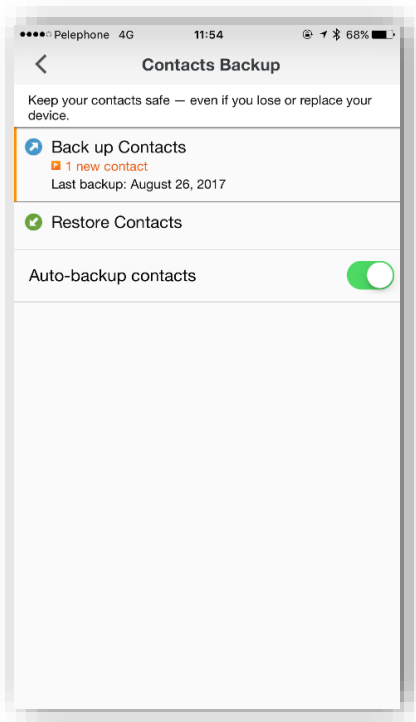 Pelephone 4G 11:54 68%
Contacts Backup
Keep your contacts safe — even if you lose or replace your
device.
Back up Contacts
P 1 new contact
Last backup: August 26, 2017
Restore Contacts
Auto-backup contacts